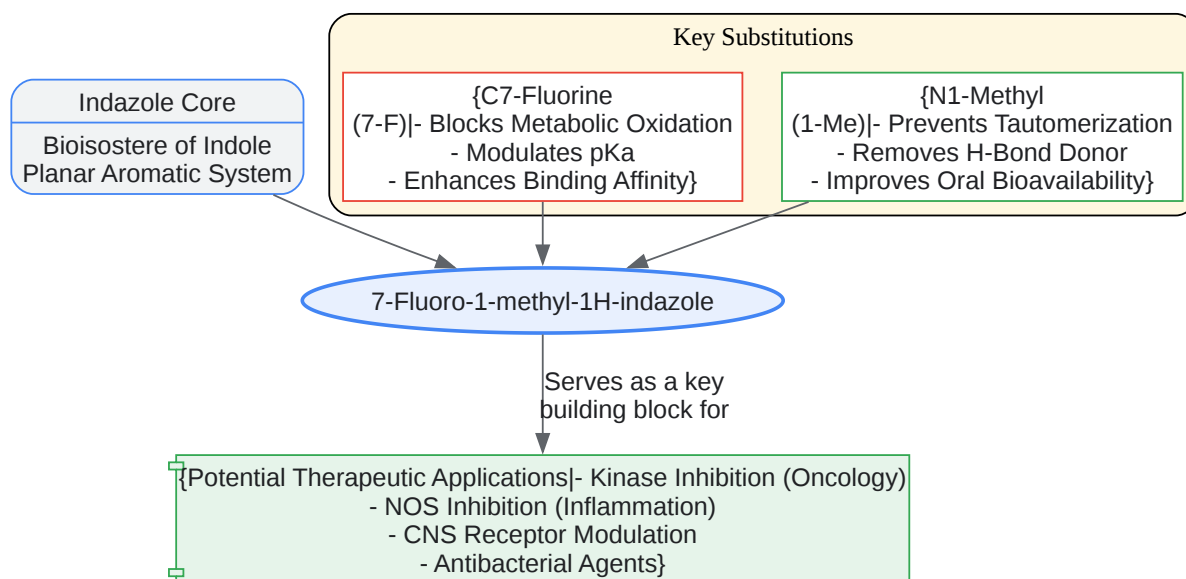 Key Substitutions
Indazole Core
Bioisostere of Indole
Planar Aromatic System
{C7-Fluorine
(7-F)|- Blocks Metabolic Oxidation
- Modulates pKa
- Enhances Binding Affinity}
{N1-Methyl
(1-Me)|- Prevents Tautomerization
- Removes H-Bond Donor
- Improves Oral Bioavailability}
7-Fluoro-1-methyl-1H-indazole
Serves as a key
building block for
{Potential Therapeutic Applications|- Kinase Inhibition (Oncology)
- NOS Inhibition (Inflammation)
- CNS Receptor Modulation
- Antibacterial Agents}